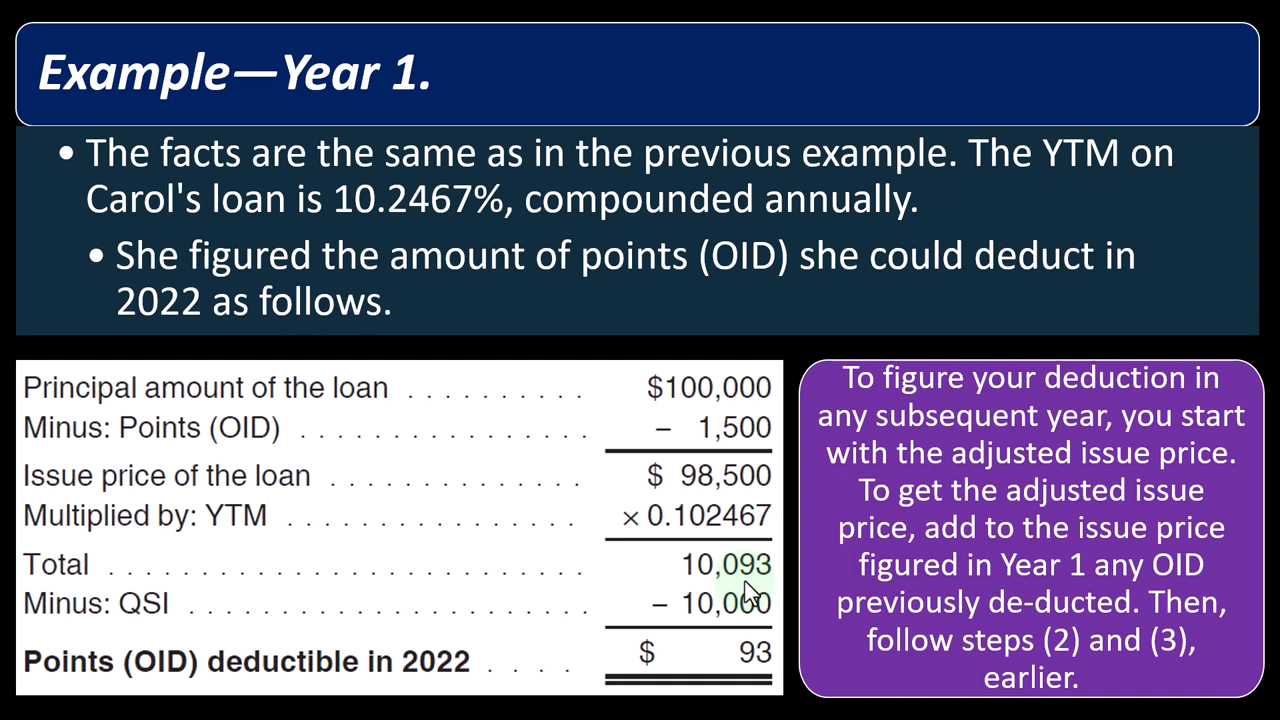 Example—Year 1.
• The facts are the same as in the previous example. The YTM on
Carol's loan is 10.2467%, compounded annually.
• She figured the amount of points (OID) she could deduct in
2022 as follows.
Principal amount of the loan . . . . . . . . . . $100,000
Minus: Points (OID) . . . . . . . . . . . . . . . . − 1,500
Issue price of the loan . . . . . . . . . . . . . . $ 98,500
Multiplied by: YTM . . . . . . . . . . . . . . . . × 0.102467
Total . . . . . . . . . . . . . . . . . . . . . . . . . . 10,093
Minus: QSI . . . . . . . . . . . . . . . . . . . . . − 10,000
Points (OID) deductible in 2022 . . . . $ 93
To figure your deduction in
any subsequent year, you start
with the adjusted issue price.
To get the adjusted issue
price, add to the issue price
figured in Year 1 any OID
previously de-ducted. Then,
follow steps (2) and (3),
earlier.